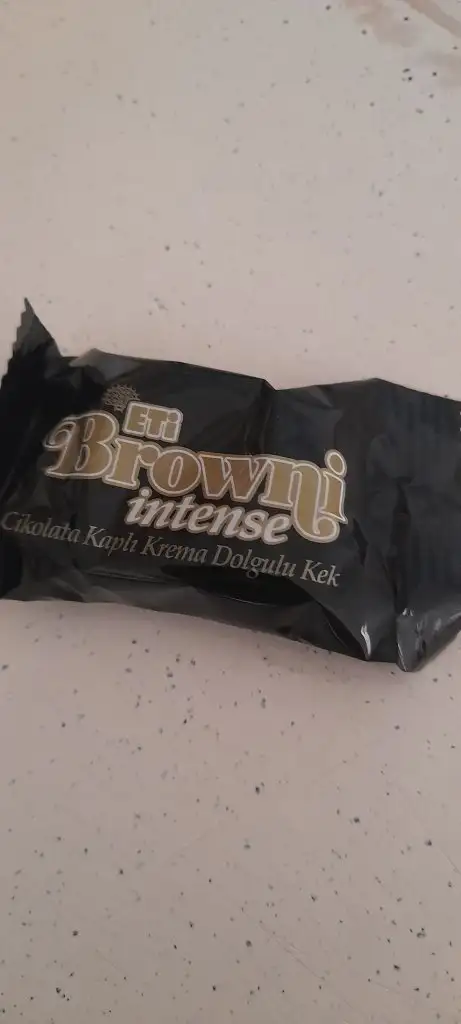 ETi
Browni
intense
Çikolata Kaplı Krema Dolgulu Kek